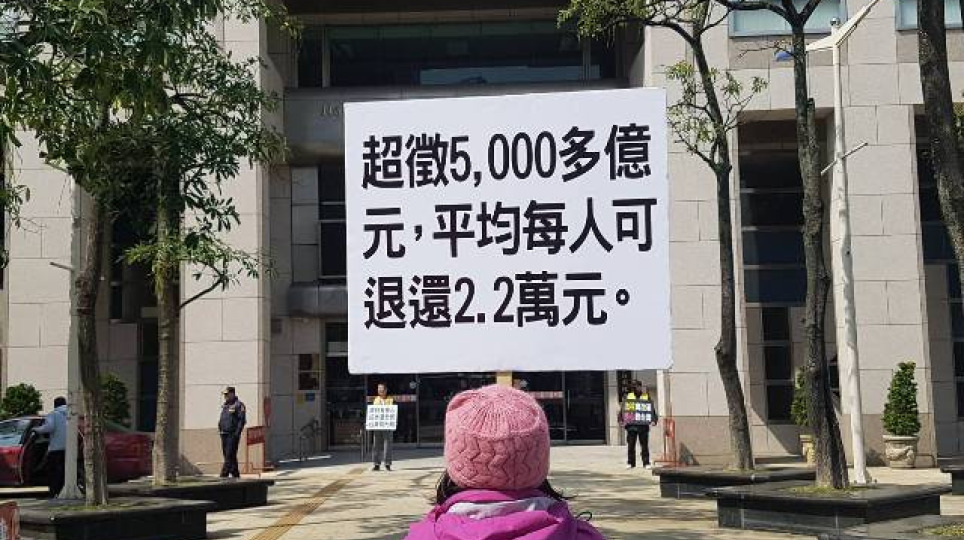 超徵5,000多億
元，平均每人可
退還2.2萬元。